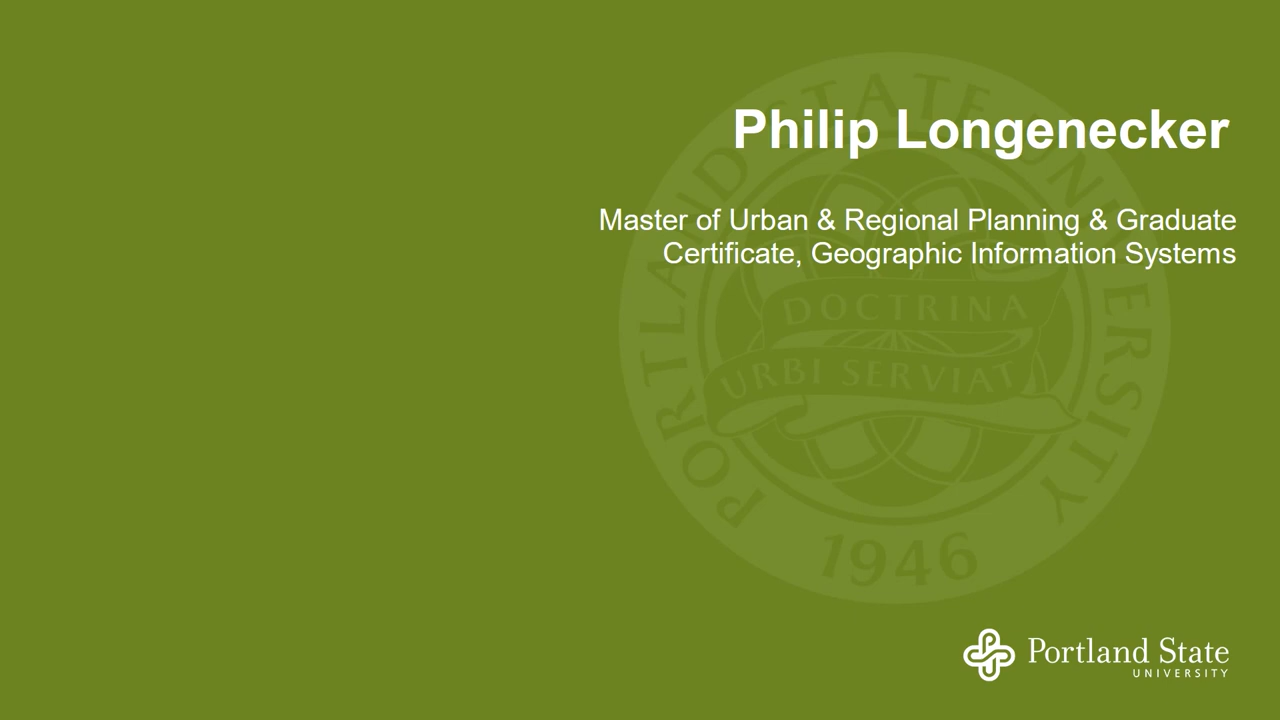 Philip Longenecker
Master of Urban & Regional Planning & Graduate
Certificate, Geographic Information Systems
PORTLAND STATE UNIVERSITY
DOCTRINA
URBI SERVIAT
1946
Portland State
UNIVERSITY